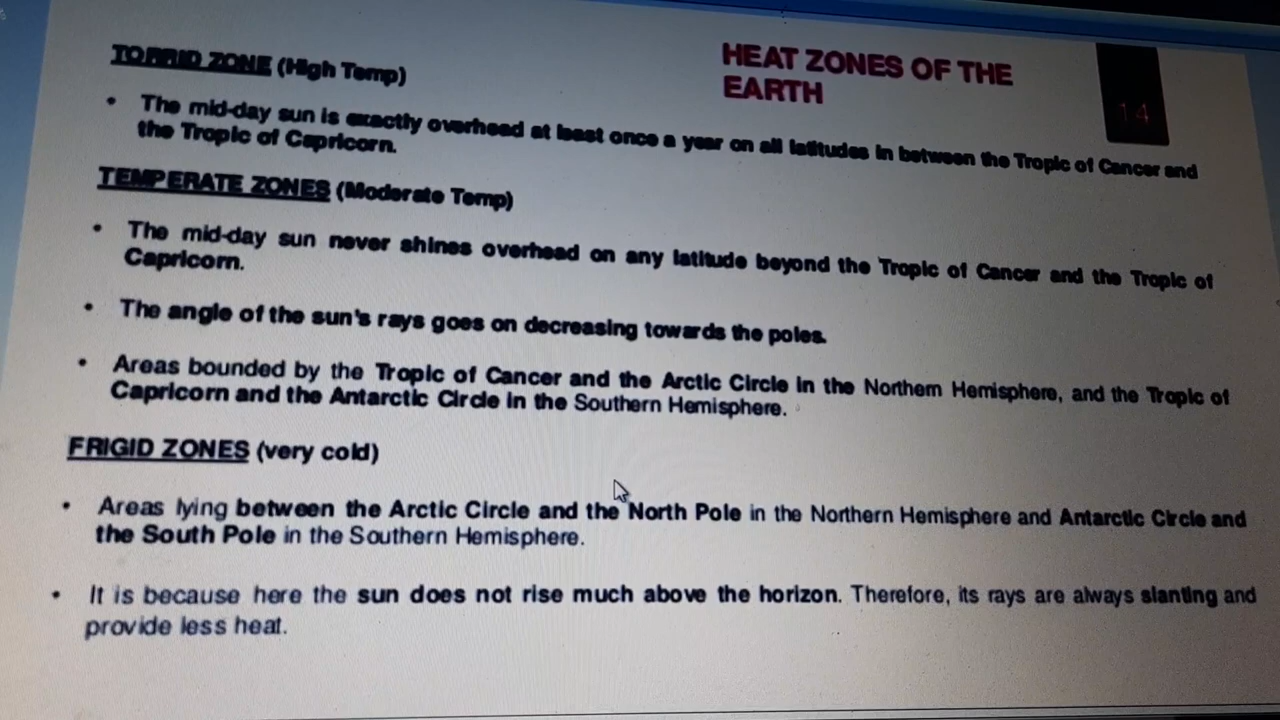 HEAT ZONES OF THE
EARTH
14
TORRID ZONE (High Temp)
• The mid-day sun is exactly overhead at least once a year on all latitudes in between the Tropic of Cancer and
the Tropic of Capricorn.
TEMPERATE ZONES (Moderate Temp)
• The mid-day sun never shines overhead on any latitude beyond the Tropic of Cancer and the Tropic of
Capricorn.
• The angle of the sun's rays goes on decreasing towards the poles.
• Areas bounded by the Tropic of Cancer and the Arctic Circle in the Northern Hemisphere, and the Tropic of
Capricorn and the Antarctic Circle in the Southern Hemisphere.
FRIGID ZONES (very cold)
• Areas lying between the Arctic Circle and the North Pole in the Northern Hemisphere and Antarctic Circle and
the South Pole in the Southern Hemisphere.
• It is because here the sun does not rise much above the horizon. Therefore, its rays are always slanting and
provide less heat.